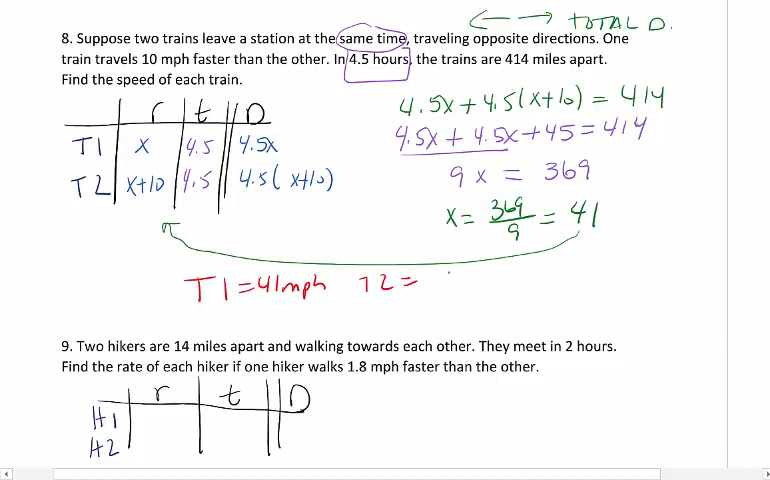 TOTAL D.
8. Suppose two trains leave a station at the same time, traveling opposite directions. One
train travels 10 mph faster than the other. In 4.5 hours, the trains are 414 miles apart.
Find the speed of each train.
r t D
T1 x 4.5 4.5x
T2 x+10 4.5 4.5(x+10)
4.5x + 4.5(x+10) = 414
4.5x + 4.5x + 45 = 414
9x = 369
x = 369/9 = 41
T1 = 41mph T2 =
9. Two hikers are 14 miles apart and walking towards each other. They meet in 2 hours.
Find the rate of each hiker if one hiker walks 1.8 mph faster than the other.
r t D
H1
H2